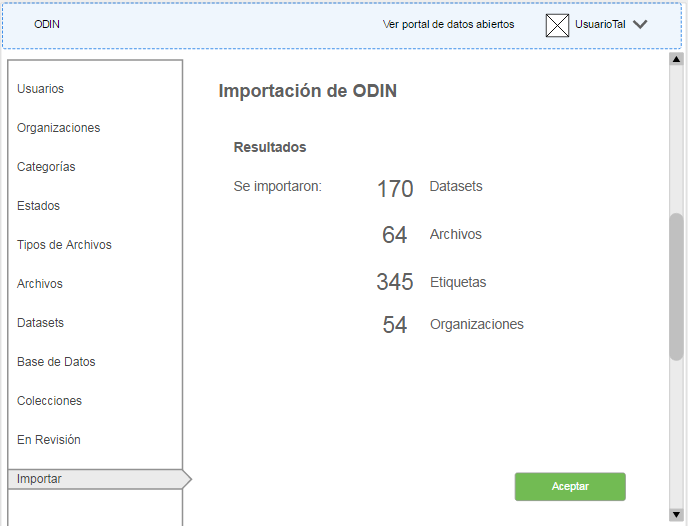 ODIN
Ver portal de datos abiertos
UsuarioTal
Usuarios
Organizaciones
Categorías
Estados
Tipos de Archivos
Archivos
Datasets
Base de Datos
Colecciones
En Revisión
Importar
Importación de ODIN
Resultados
Se importaron:
170 Datasets
64 Archivos
345 Etiquetas
54 Organizaciones
Aceptar